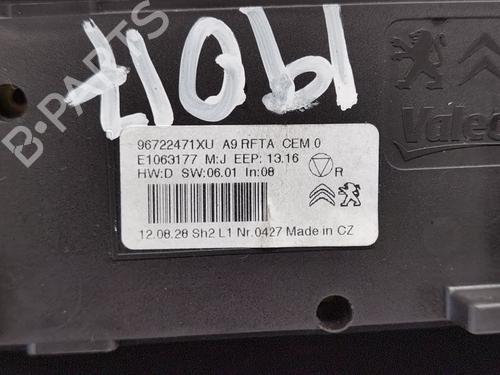 B-PARTS
Valeo
96722471XU A9 RFTA CEM 0
E1063177 M:J EEP: 13.16
HW:D SW:06.01 In:08
R
12.08.28 Sh2 L1 Nr.0427 Made in CZ